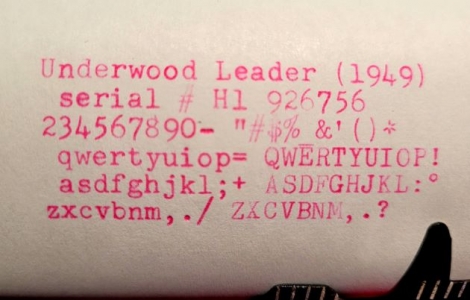 Underwood Leader (1949)
serial # H1 926756
234567890- "#$% &'()*
qwertyuiop= QWERTYUIOP!
asdfghjkl;+ ASDFGHJKL:°
zxcvbnm,./ ZXCVBNM,.?